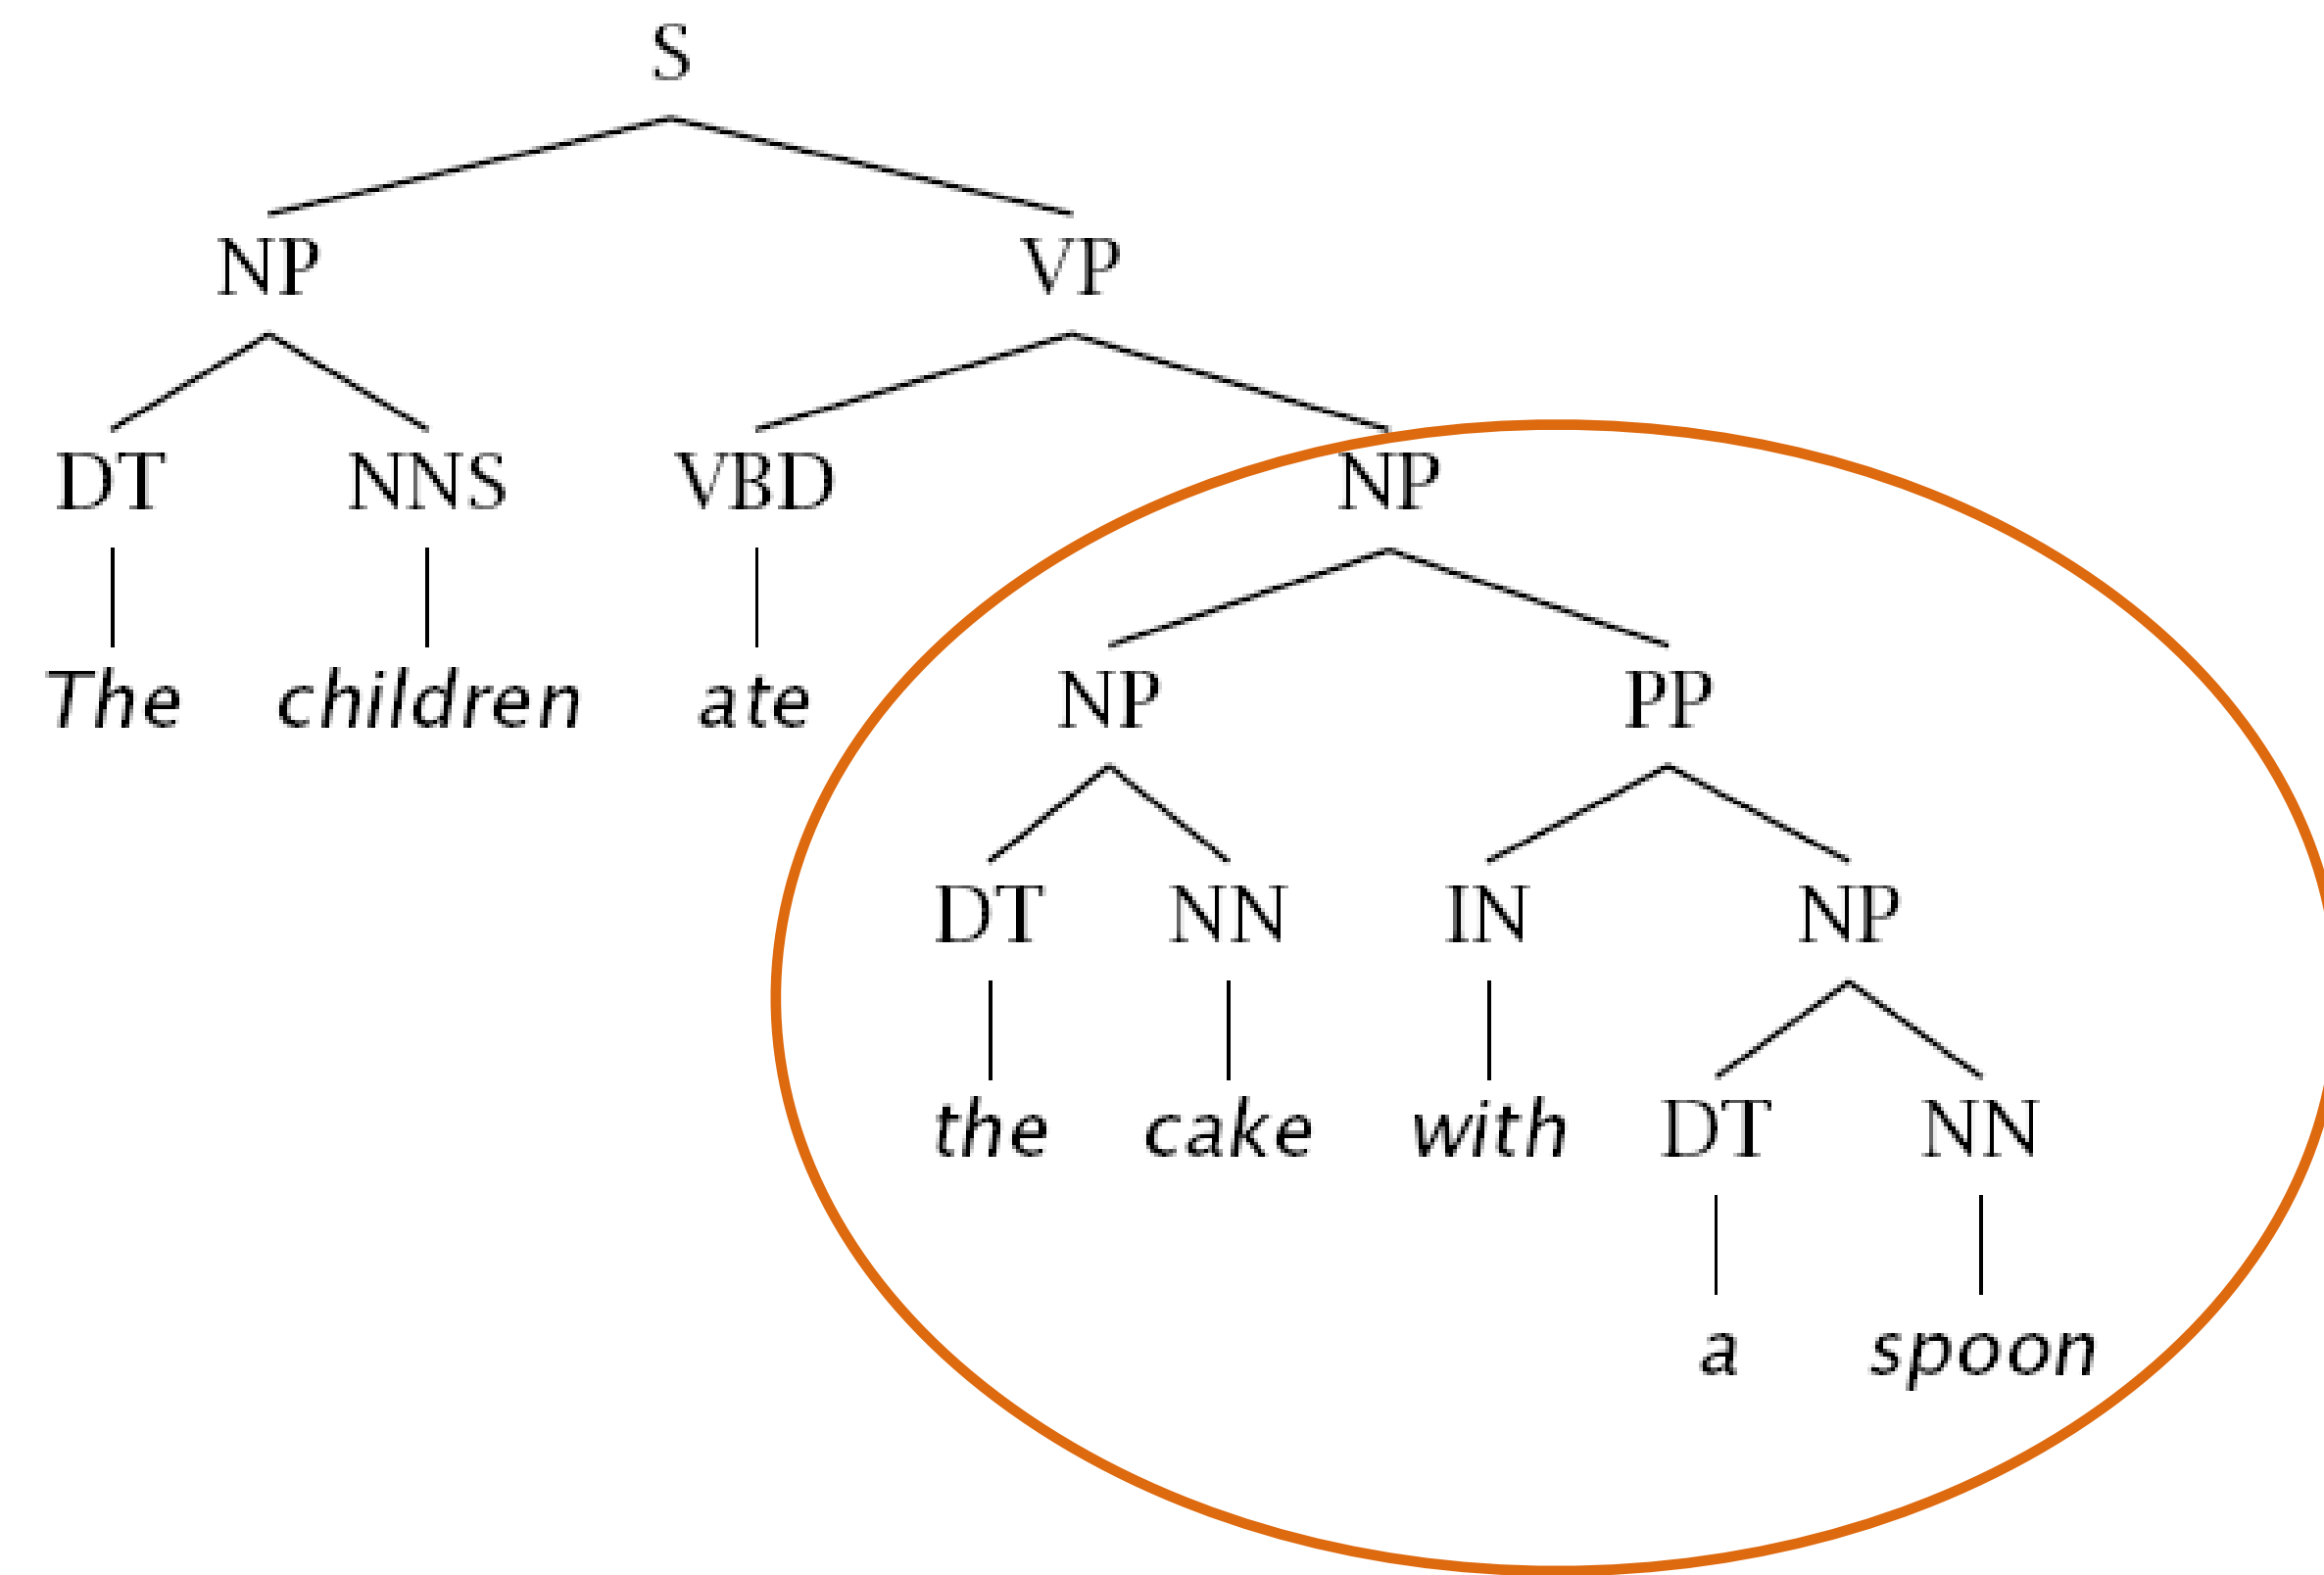 S
NP VP
DT NNS VBD NP
The children ate NP PP
DT NN IN NP
the cake with DT NN
a spoon